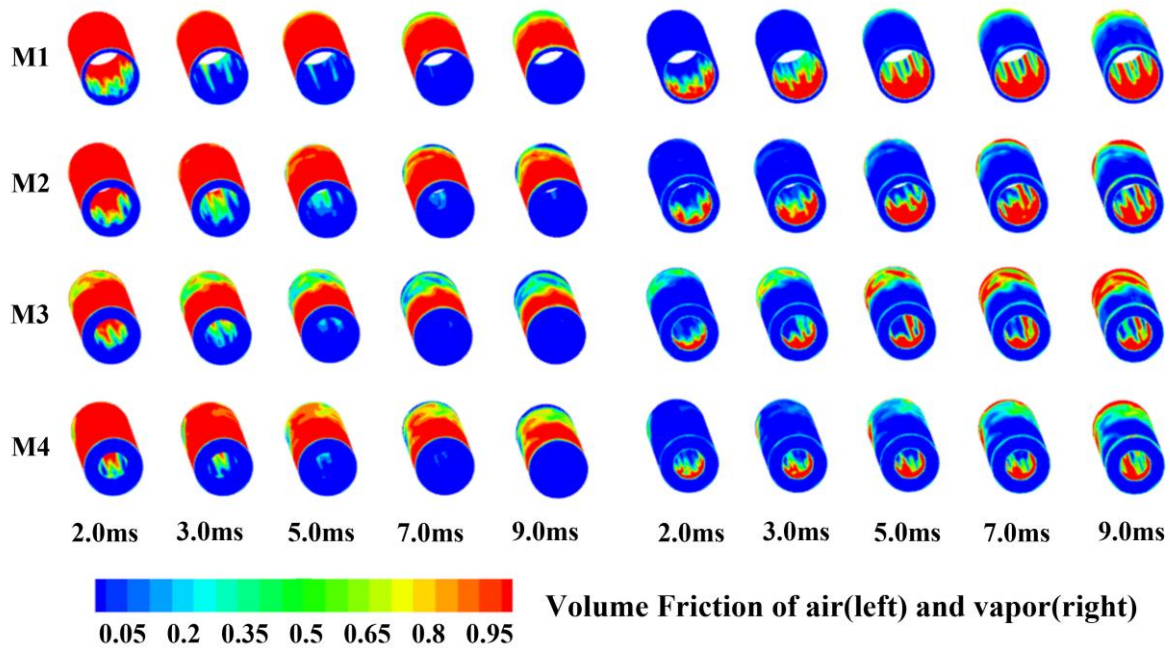 M1
M2
M3
M4
2.0ms 3.0ms 5.0ms 7.0ms 9.0ms 2.0ms 3.0ms 5.0ms 7.0ms 9.0ms
0.05 0.2 0.35 0.5 0.65 0.8 0.95
Volume Friction of air(left) and vapor(right)